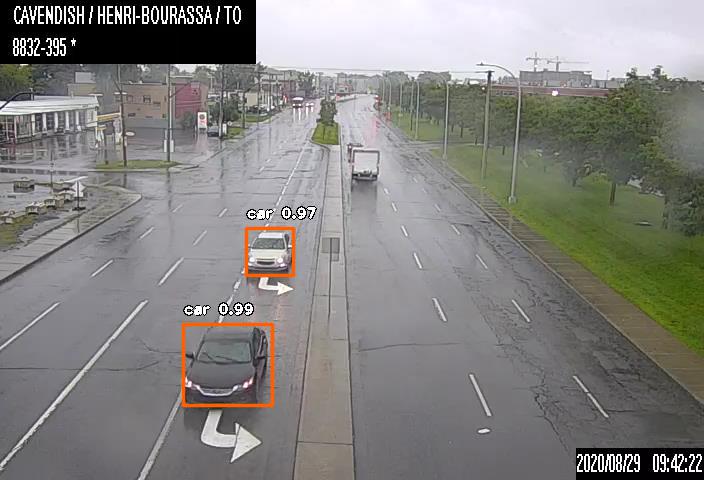 CAVENDISH / HENRI-BOURASSA / TO
8832-395 *
car 0.97
car 0.99
2020/08/29 09:42:22